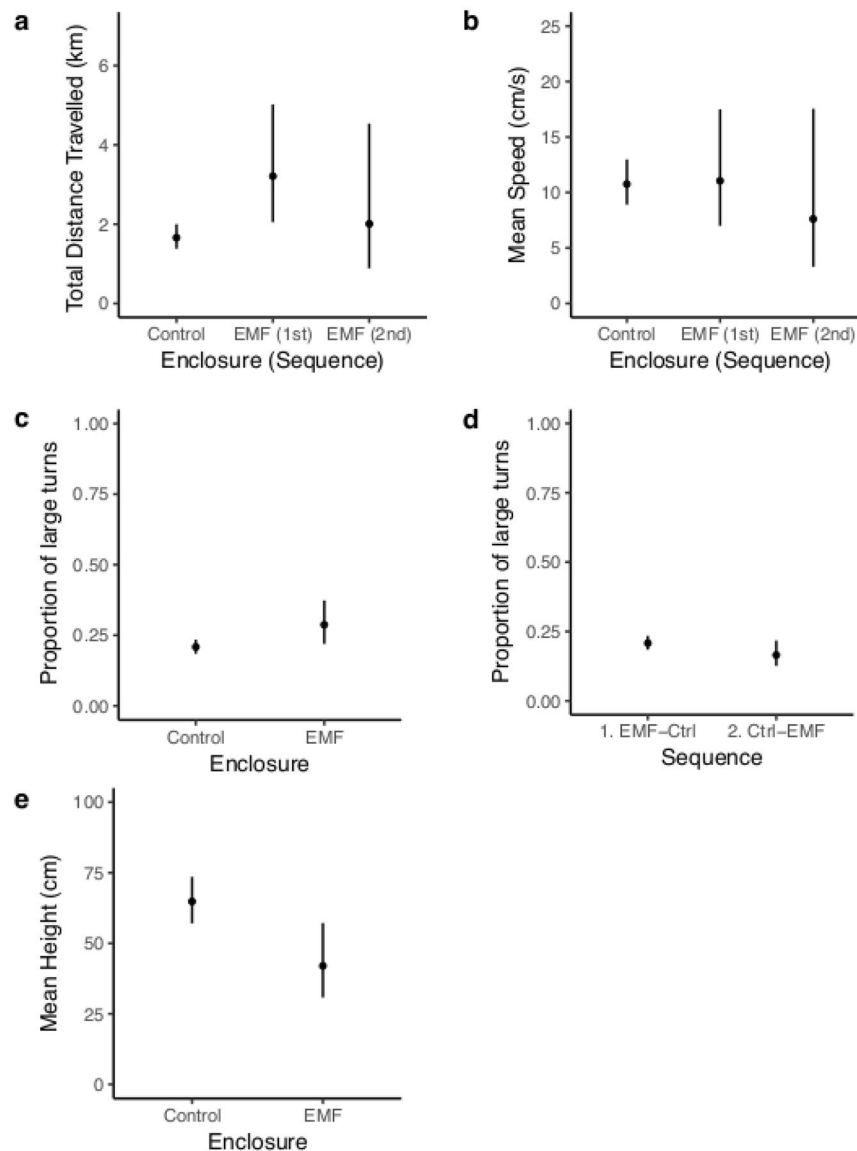 a
Total Distance Travelled (km)
6
4
2
0
Control EMF (1st) EMF (2nd)
Enclosure (Sequence)
b
Mean Speed (cm/s)
25
20
15
10
5
0
Control EMF (1st) EMF (2nd)
Enclosure (Sequence)
c
Proportion of large turns
1.00
0.75
0.50
0.25
0.00
Control EMF
Enclosure
d
Proportion of large turns
1.00
0.75
0.50
0.25
0.00
1. EMF–Ctrl 2. Ctrl–EMF
Sequence
e
Mean Height (cm)
100
75
50
25
0
Control EMF
Enclosure